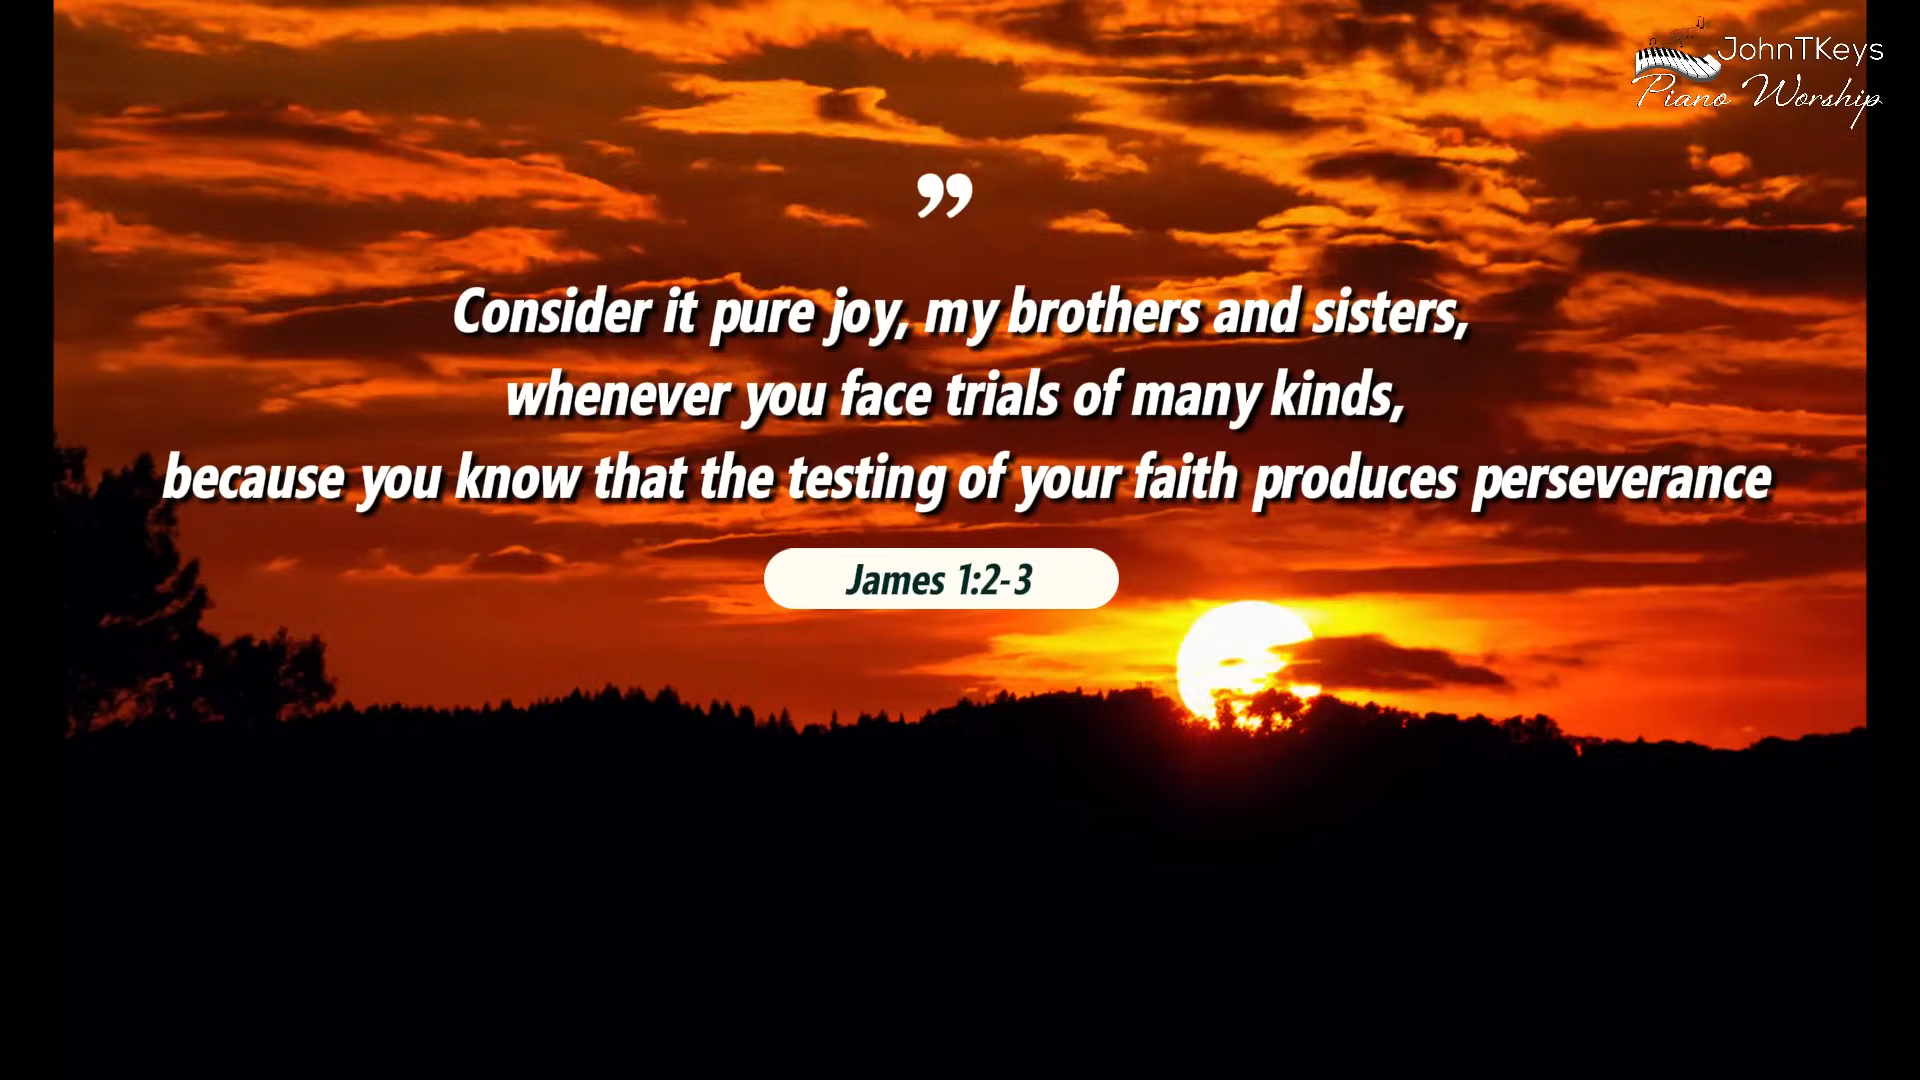 JohnTKeys
Piano Worship
”
Consider it pure joy, my brothers and sisters,
whenever you face trials of many kinds,
because you know that the testing of your faith produces perseverance
James 1:2-3